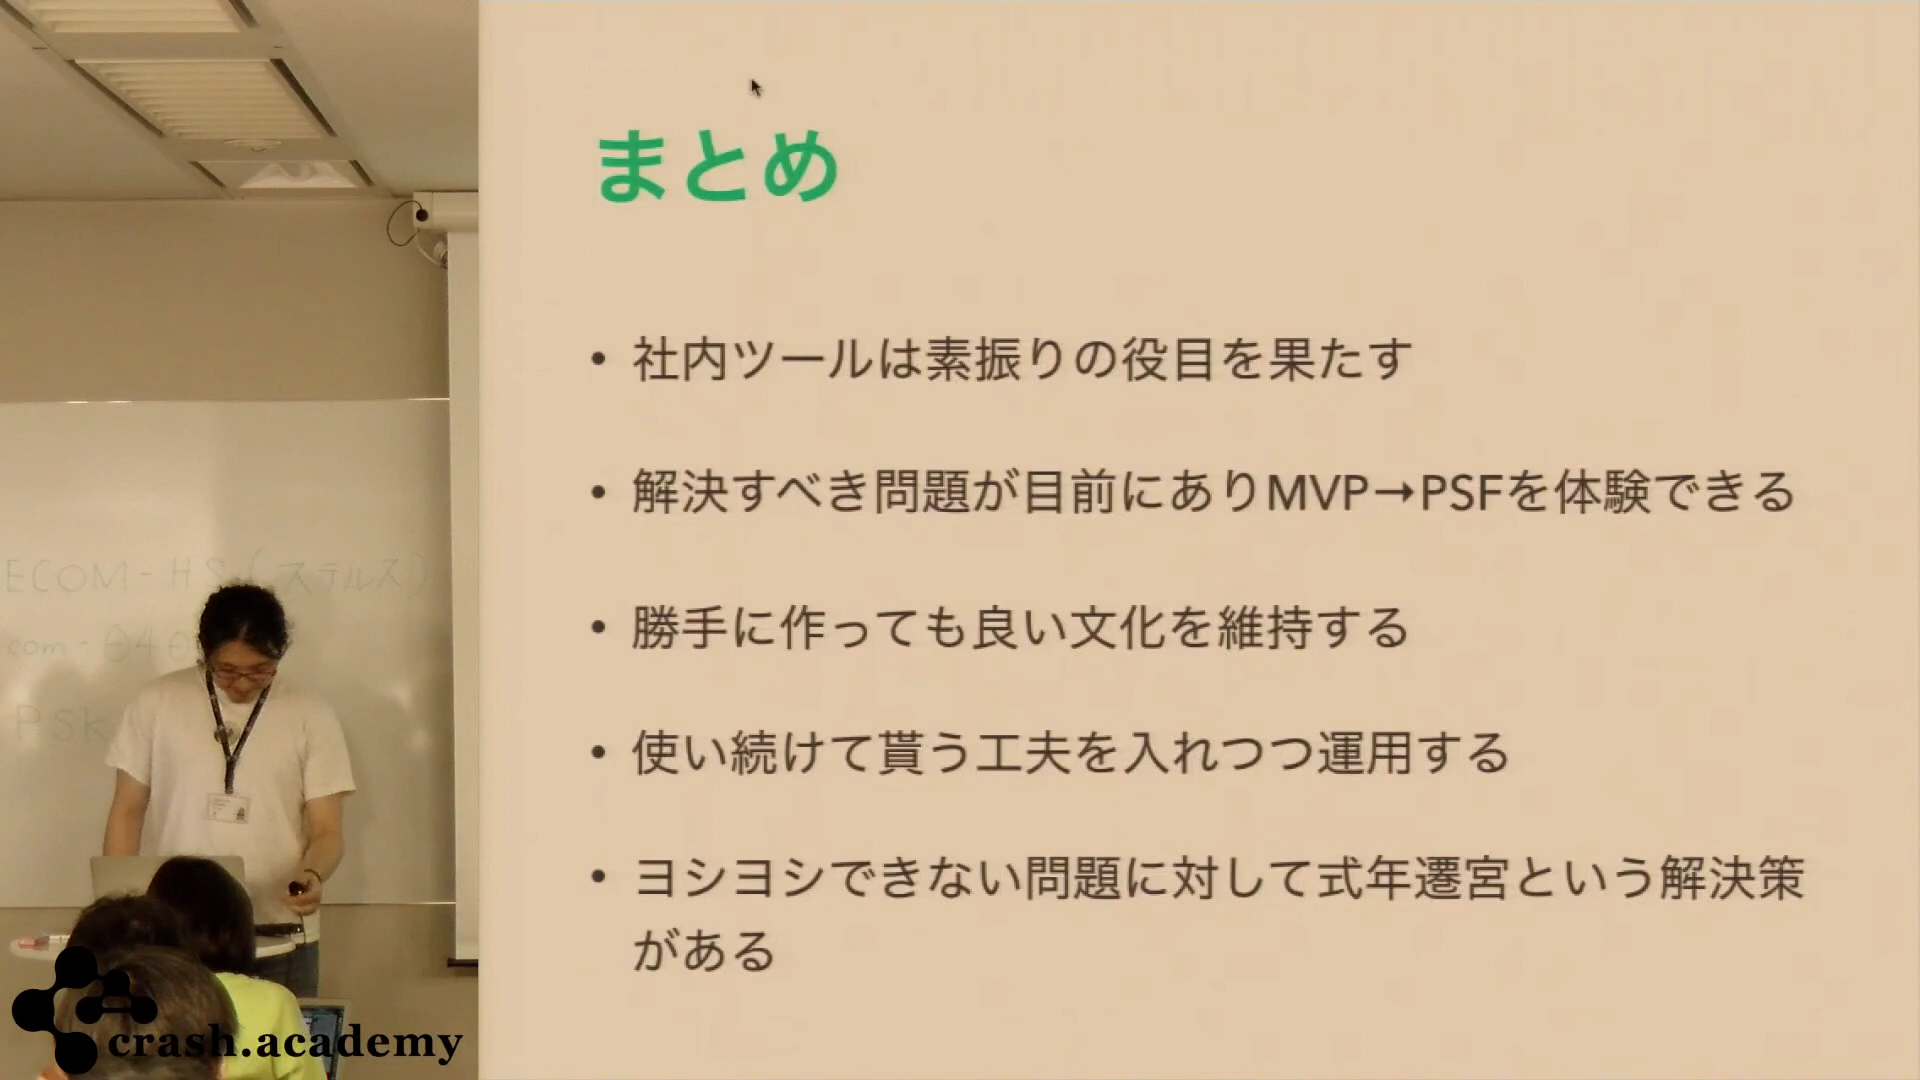 まとめ
• 社内ツールは素振りの役目を果たす
• 解決すべき問題が目前にありMVP→PSFを体験できる
• 勝手に作っても良い文化を維持する
• 使い続けて貰う工夫を入れつつ運用する
• ヨシヨシできない問題に対して式年遷宮という解決策
がある
ECOM-HS(ステルス)
com-040
PSK
crash.academy